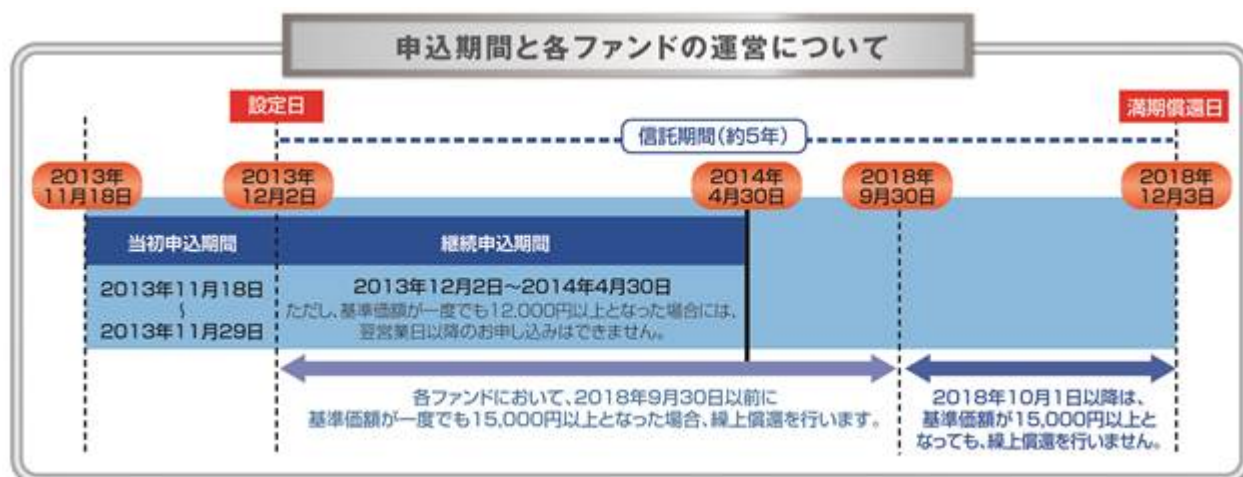 申込期間と各ファンドの運営について
設定日
満期償還日
信託期間(約5年)
2013年
11月18日
2013年
12月2日
2014年
4月30日
2018年
9月30日
2018年
12月3日
当初申込期間
継続申込期間
2013年11月18日
～
2013年11月29日
2013年12月2日～2014年4月30日
ただし、基準価額が一度でも12,000円以上となった場合には、
翌営業日以降のお申し込みはできません。
各ファンドにおいて、2018年9月30日以前に
基準価額が一度でも15,000円以上となった場合、繰上償還を行います。
2018年10月1日以降は、
基準価額が15,000円以上と
なっても、繰上償還を行いません。